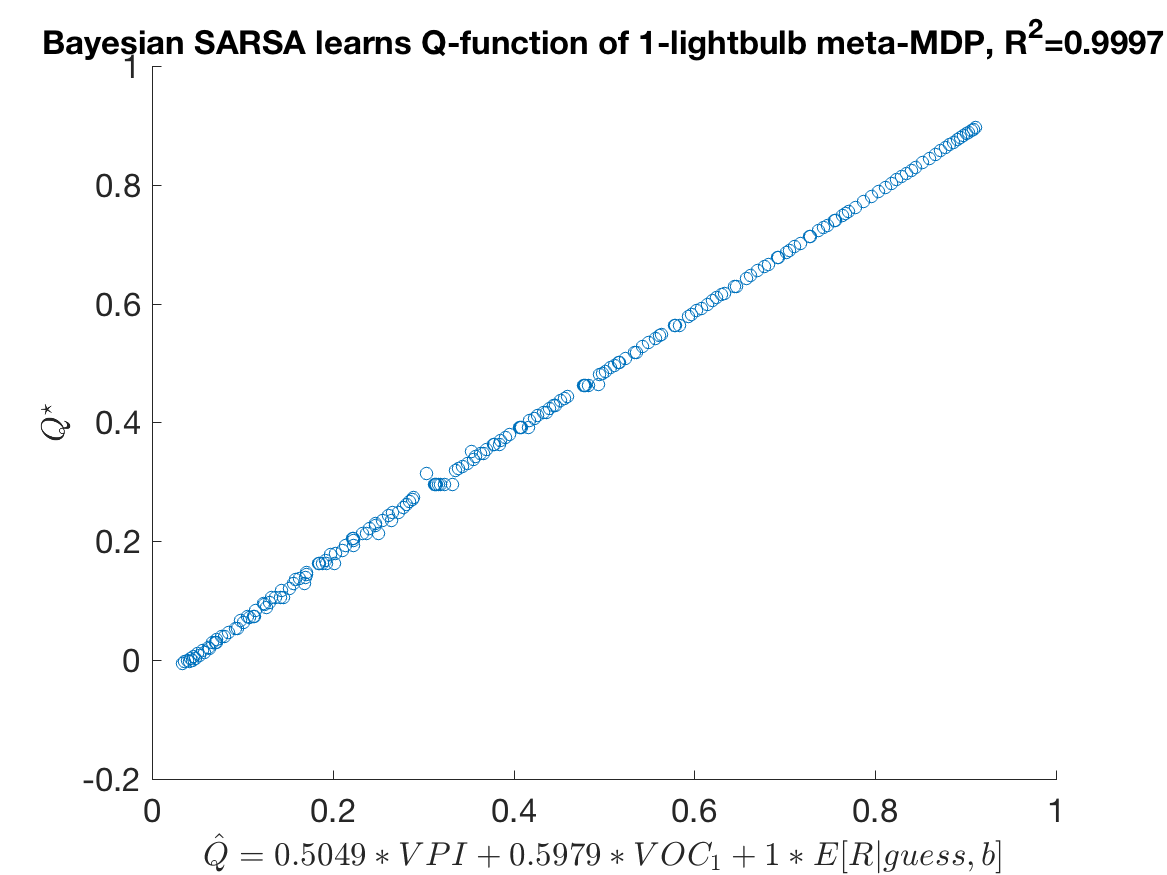 Bayesian SARSA learns Q-function of 1-lightbulb meta-MDP, R²=0.9997
1
0.8
0.6
0.4
0.2
0
-0.2
Q⋆
0 0.2 0.4 0.6 0.8 1
Q̂ = 0.5049 ∗ VPI + 0.5979 ∗ VOC₁ + 1 ∗ E[R|guess, b]